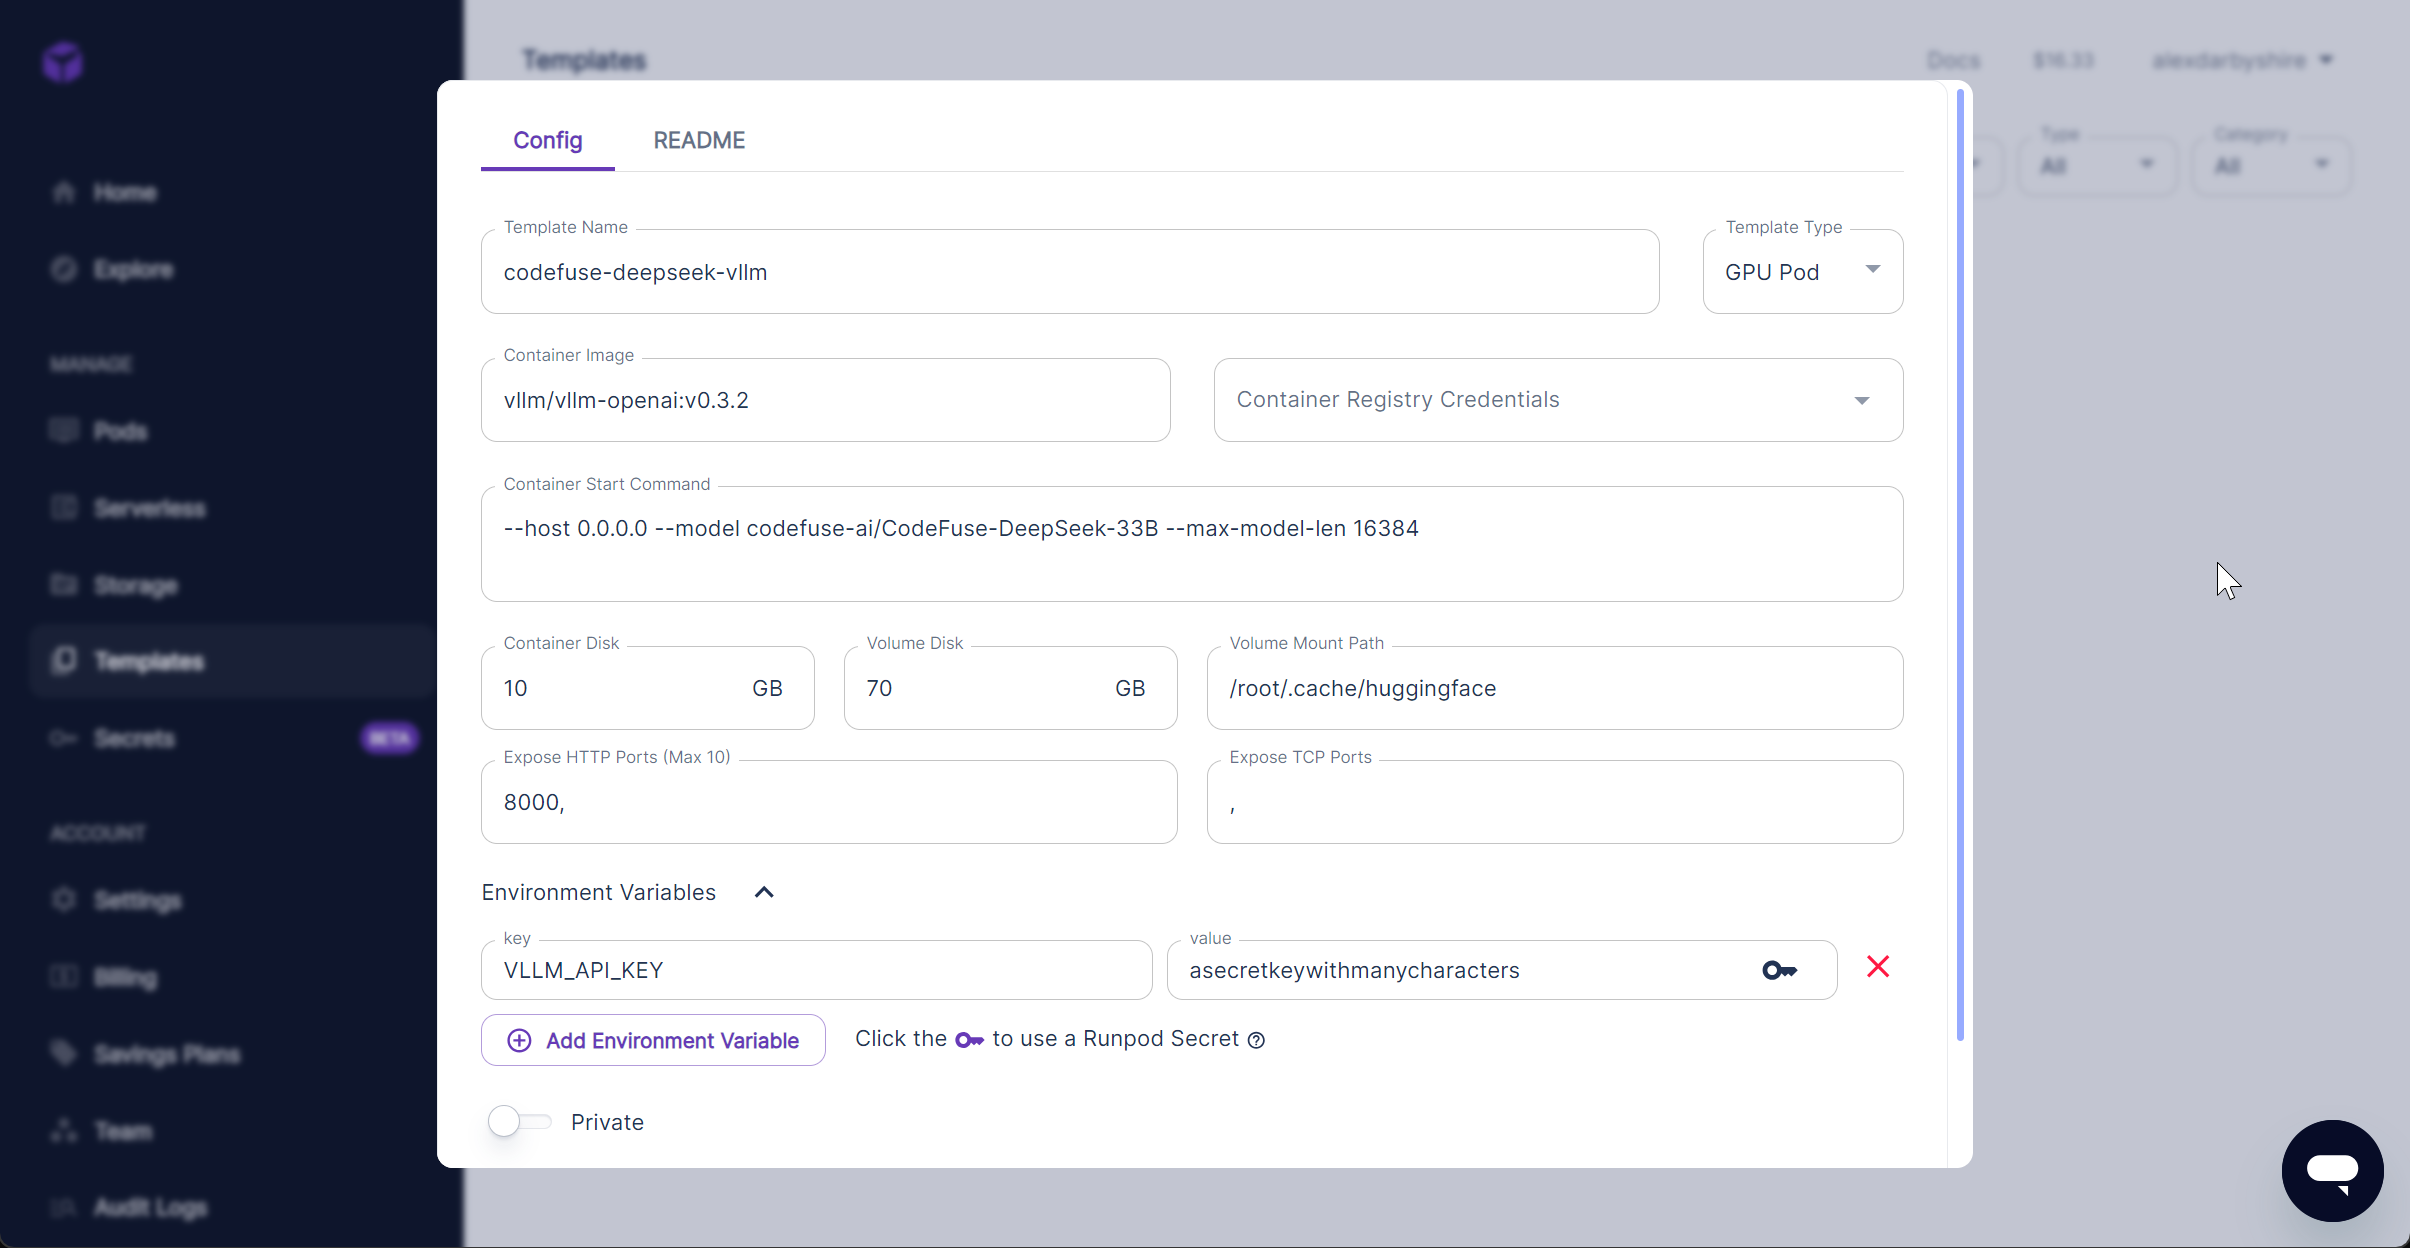 Templates
Docs
$16.33
alexdarbyshire
Home
Explore
MANAGE
Pods
Serverless
Storage
Templates
Secrets
BETA
ACCOUNT
Settings
Billing
Savings Plans
Team
Audit Logs
Type
All
Category
All
Config
README
Template Name
codefuse-deepseek-vllm
Template Type
GPU Pod
Container Image
vllm/vllm-openai:v0.3.2
Container Registry Credentials
Container Start Command
--host 0.0.0.0 --model codefuse-ai/CodeFuse-DeepSeek-33B --max-model-len 16384
Container Disk
10 GB
Volume Disk
70 GB
Volume Mount Path
/root/.cache/huggingface
Expose HTTP Ports (Max 10)
8000,
Expose TCP Ports
,
Environment Variables
key
VLLM_API_KEY
value
asecretkeywithmanycharacters
Add Environment Variable
Click the to use a Runpod Secret
Private